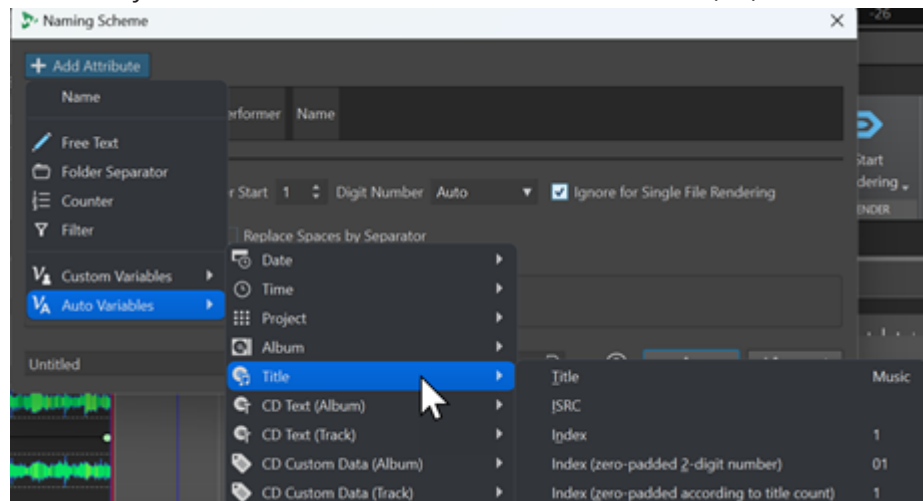 Naming Scheme
-26
Add Attribute
Name
Performer Name
Free Text
Folder Separator
Start 1 Digit Number Auto Ignore for Single File Rendering
Start
RENDER
Counter
Filter
Replace Spaces by Separator
Date
Custom Variables
Time
Auto Variables
Project
Album
Untitled
Title
Title Music
CD Text (Album)
ISRC
CD Text (Track)
Index 1
CD Custom Data (Album)
Index (zero-padded 2-digit number) 01
CD Custom Data (Track)
Index (zero-padded according to title count) 1